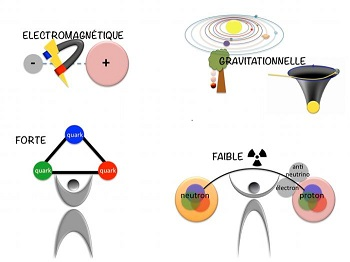 ELECTROMAGNÉTIQUE
-
+
GRAVITATIONNELLE
FORTE
quark
quark
quark
FAIBLE
anti
neutrino
électron
neutron
proton